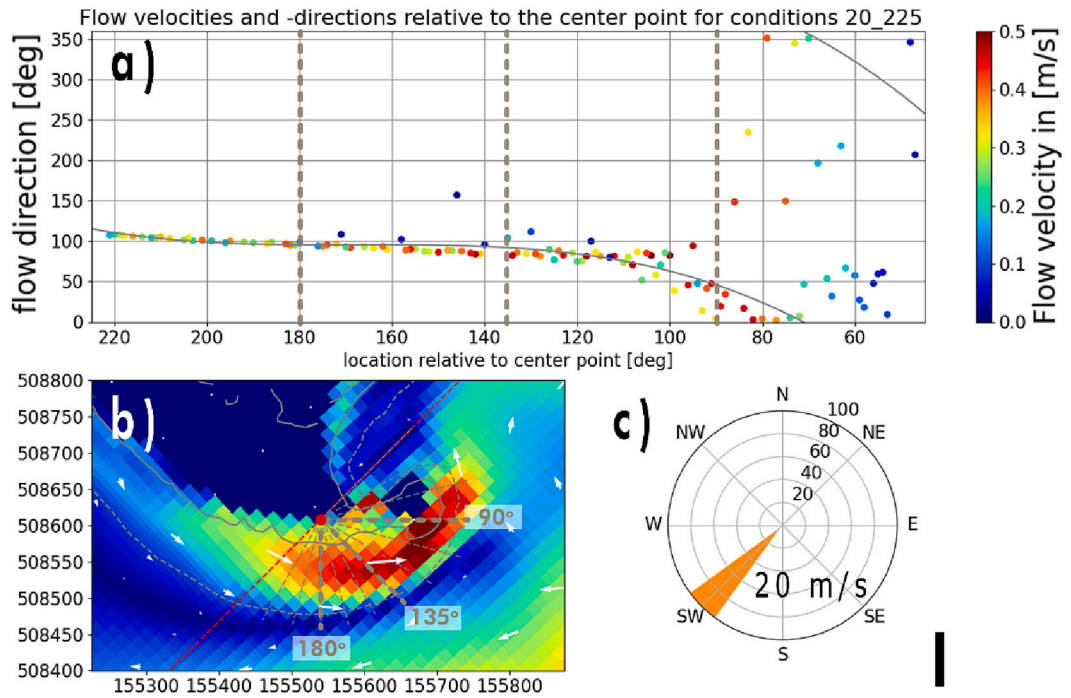 Flow velocities and -directions relative to the center point for conditions 20_225
a)
flow direction [deg]
350
300
250
200
150
100
50
0
220 200 180 160 140 120 100 80 60
location relative to center point [deg]
0.5
0.4
0.3
0.2
0.1
0.0
Flow velocity in [m/s]
b)
508800
508750
508700
508650
508600
508550
508500
508450
508400
155300 155400 155500 155600 155700 155800
90°
135°
180°
c)
N
NE
E
SE
S
SW
W
NW
100
80
60
40
20
20 m/s